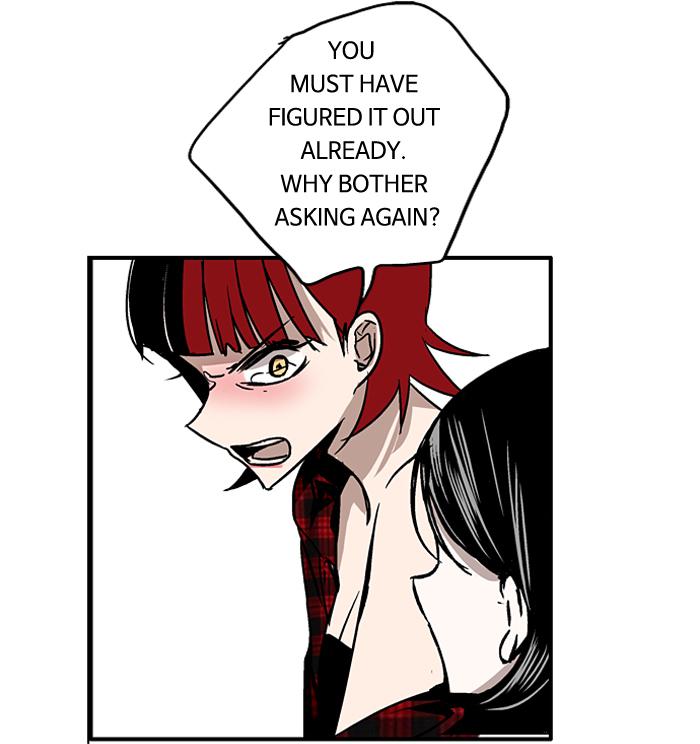 YOU
MUST HAVE
FIGURED IT OUT
ALREADY.
WHY BOTHER
ASKING AGAIN?